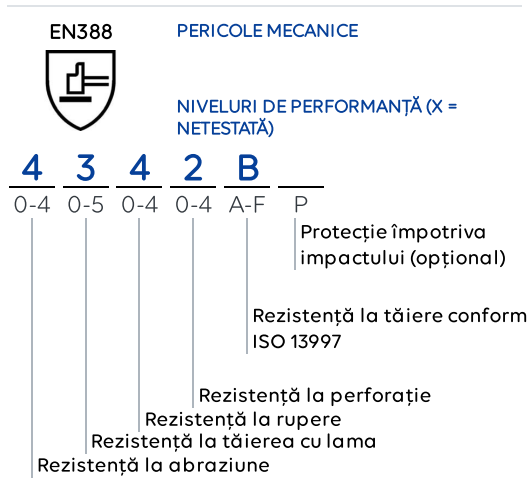 EN388
PERICOLE MECANICE
NIVELURI DE PERFORMANȚĂ (X =
NETESTATĂ)
4 3 4 2 B
0-4 0-5 0-4 0-4 A-F P
Protecție împotriva
impactului (opțional)
Rezistență la tăiere conform
ISO 13997
Rezistență la perforație
Rezistență la rupere
Rezistență la tăierea cu lama
Rezistență la abraziune